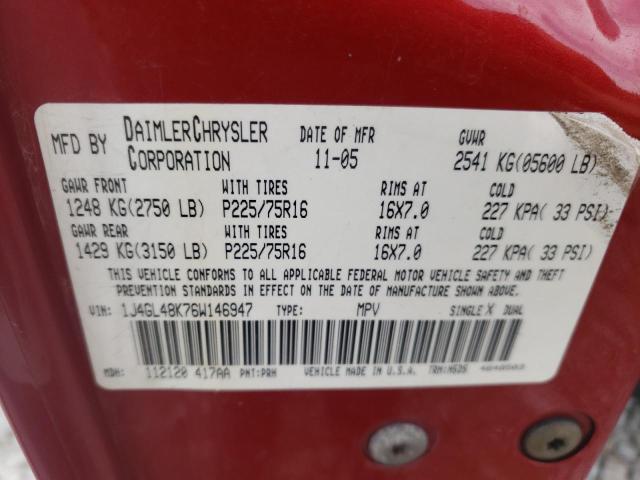 MFD BY DAIMLERCHRYSLER CORPORATION DATE OF MFR 11-05 GVWR 2541 KG(05600 LB)
GAWR FRONT WITH TIRES RIMS AT COLD
1248 KG(2750 LB) P225/75R16 16X7.0 227 KPA( 33 PSI)
GAWR REAR WITH TIRES RIMS AT COLD
1429 KG(3150 LB) P225/75R16 16X7.0 227 KPA( 33 PSI)
THIS VEHICLE CONFORMS TO ALL APPLICABLE FEDERAL MOTOR VEHICLE SAFETY AND THEFT
PREVENTION STANDARDS IN EFFECT ON THE DATE OF MANUFACTURE SHOWN ABOVE.
VIN: 1J4GL48K76W146947 TYPE: MPV SINGLE X DUAL
MDH: 112120 417AA PNT:PRH VEHICLE MADE IN U.S.A. TRM: